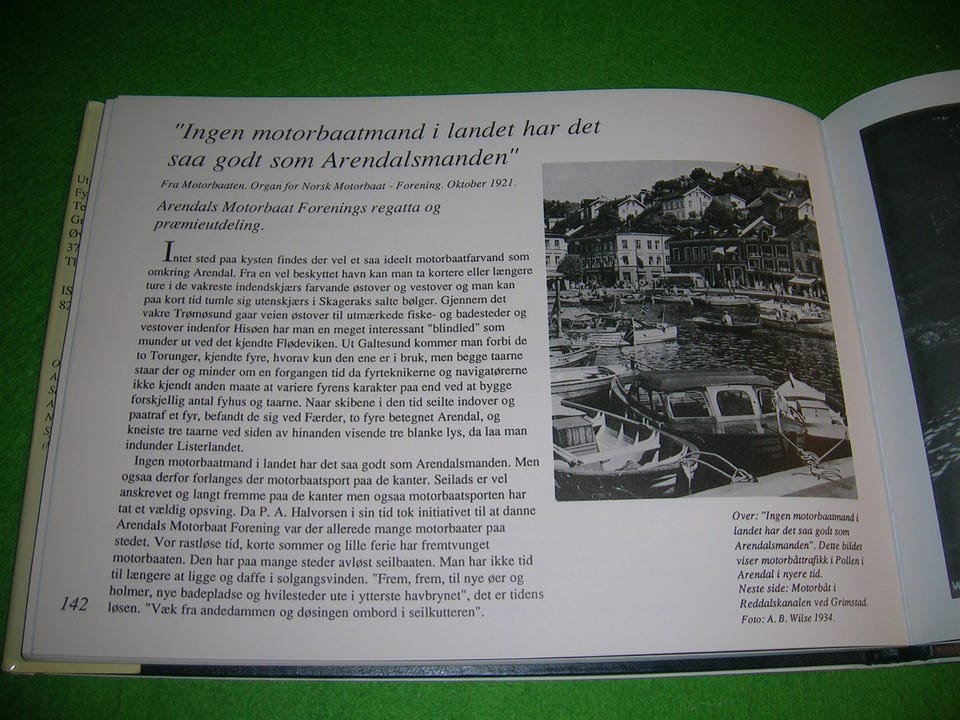 "Ingen motorbaatmand i landet har det
saa godt som Arendalsmanden"
Fra Motorbaaten. Organ for Norsk Motorbaat - Forening. Oktober 1921.
Arendals Motorbaat Forenings regatta og
præmieutdeling.
Intet sted paa kysten findes der vel et saa ideelt motorbaatfarvand som
omkring Arendal. Fra en vel beskyttet havn kan man ta kortere eller længere
ture i de vakreste indendskjærs farvande østover og vestover og man kan
paa kort tid tumle sig utenskjærs i Skageraks salte bølger. Gjennem det
vakre Trømøsund gaar veien østover til utmærkede fiske- og badesteder og
vestover indenfor Hisøen har man en meget interessant "blindled" som
munder ut ved det kjendte Flødeviken. Ut Galtesund kommer man forbi de
to Torunger, kjendte fyre, hvorav kun den ene er i bruk, men begge taarne
staar der og minder om en forgangen tid da fyrteknikerne og navigatørerne
ikke kjendt anden maate at variere fyrens karakter paa end ved at bygge
forskjellig antal fyhus og taarne. Naar skibene i den tid seilte indover og
paatraf et fyr, befandt de sig ved Færder, to fyre betegnet Arendal, og
kneiste tre taarne ved siden av hinanden visende tre blanke lys, da laa man
indunder Listerlandet.
Ingen motorbaatmand i landet har det saa godt som Arendalsmanden. Men
ogsaa derfor forlanges der motorbaatsport paa de kanter. Seilads er vel
anskrevet og langt fremme paa de kanter men ogsaa motorbaatsporten har
tat et vældig opsving. Da P. A. Halvorsen i sin tid tok initiativet til at danne
Arendals Motorbaat Forening var der allerede mange motorbaater paa
stedet. Vor rastløse tid, korte sommer og lille ferie har fremtvunget
motorbaaten. Den har paa mange steder avløst seilbaaten. Man har ikke tid
til længere at ligge og daffe i solgangsvinden. "Frem, frem, til nye øer og
holmer, nye badepladse og hvilesteder ute i ytterste havbrynet", det er tidens
løsen. "Væk fra andedammen og døsingen ombord i seilkutteren".
142
Over: "Ingen motorbaatmand i
landet har det saa godt som
Arendalsmanden". Dette bildet
viser motorbåttrafikk i Pollen i
Arendal i nyere tid.
Neste side: Motorbåt i
Reddalskanalen ved Grimstad.
Foto: A. B. Wilse 1934.